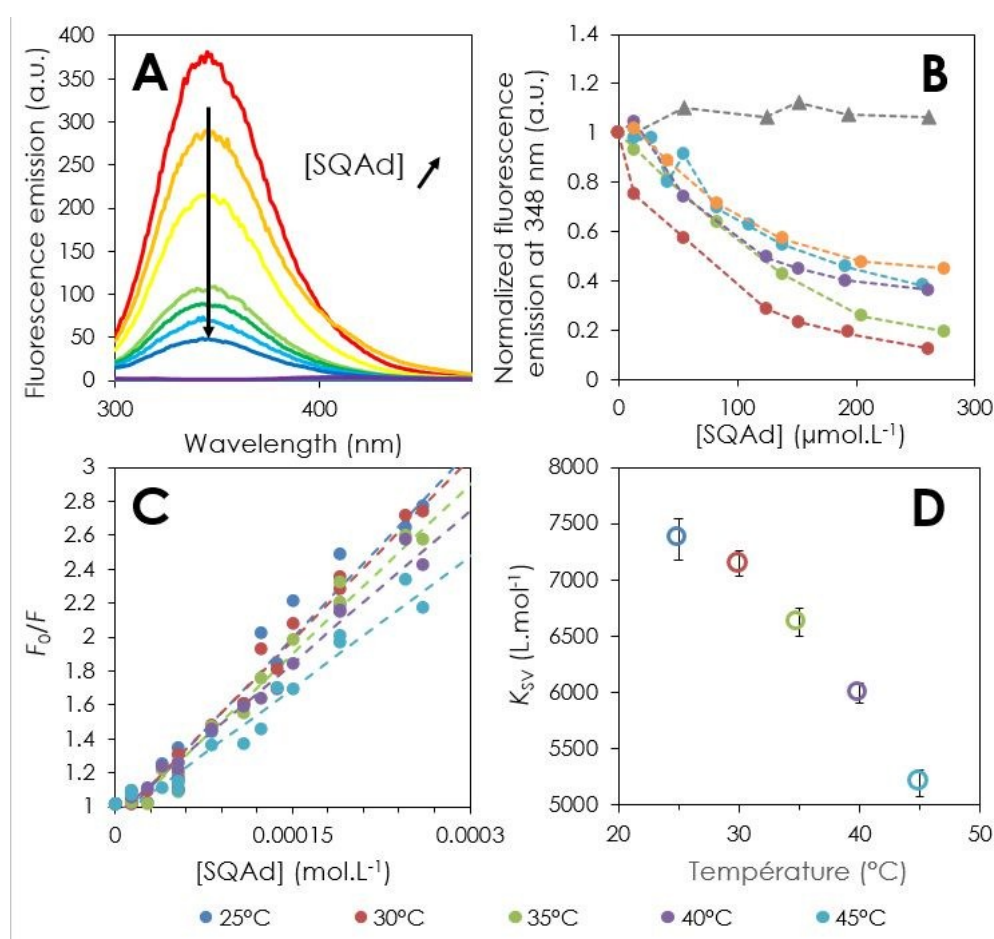 A
Fluorescence emission (a.u.)
400
350
300
250
200
150
100
50
0
[SQAd]
300
400
Wavelength (nm)
B
Normalized fluorescence
emission at 348 nm (a.u.)
1.4
1.2
1
0.8
0.6
0.4
0.2
0
0
100
200
300
[SQAd] (µmol.L-1)
C
F0/F
3
2.8
2.6
2.4
2.2
2
1.8
1.6
1.4
1.2
1
0
0.00015
0.0003
[SQAd] (mol.L-1)
D
KSV (L.mol-1)
8000
7500
7000
6500
6000
5500
5000
20
30
40
50
Température (°C)
25°C
30°C
35°C
40°C
45°C